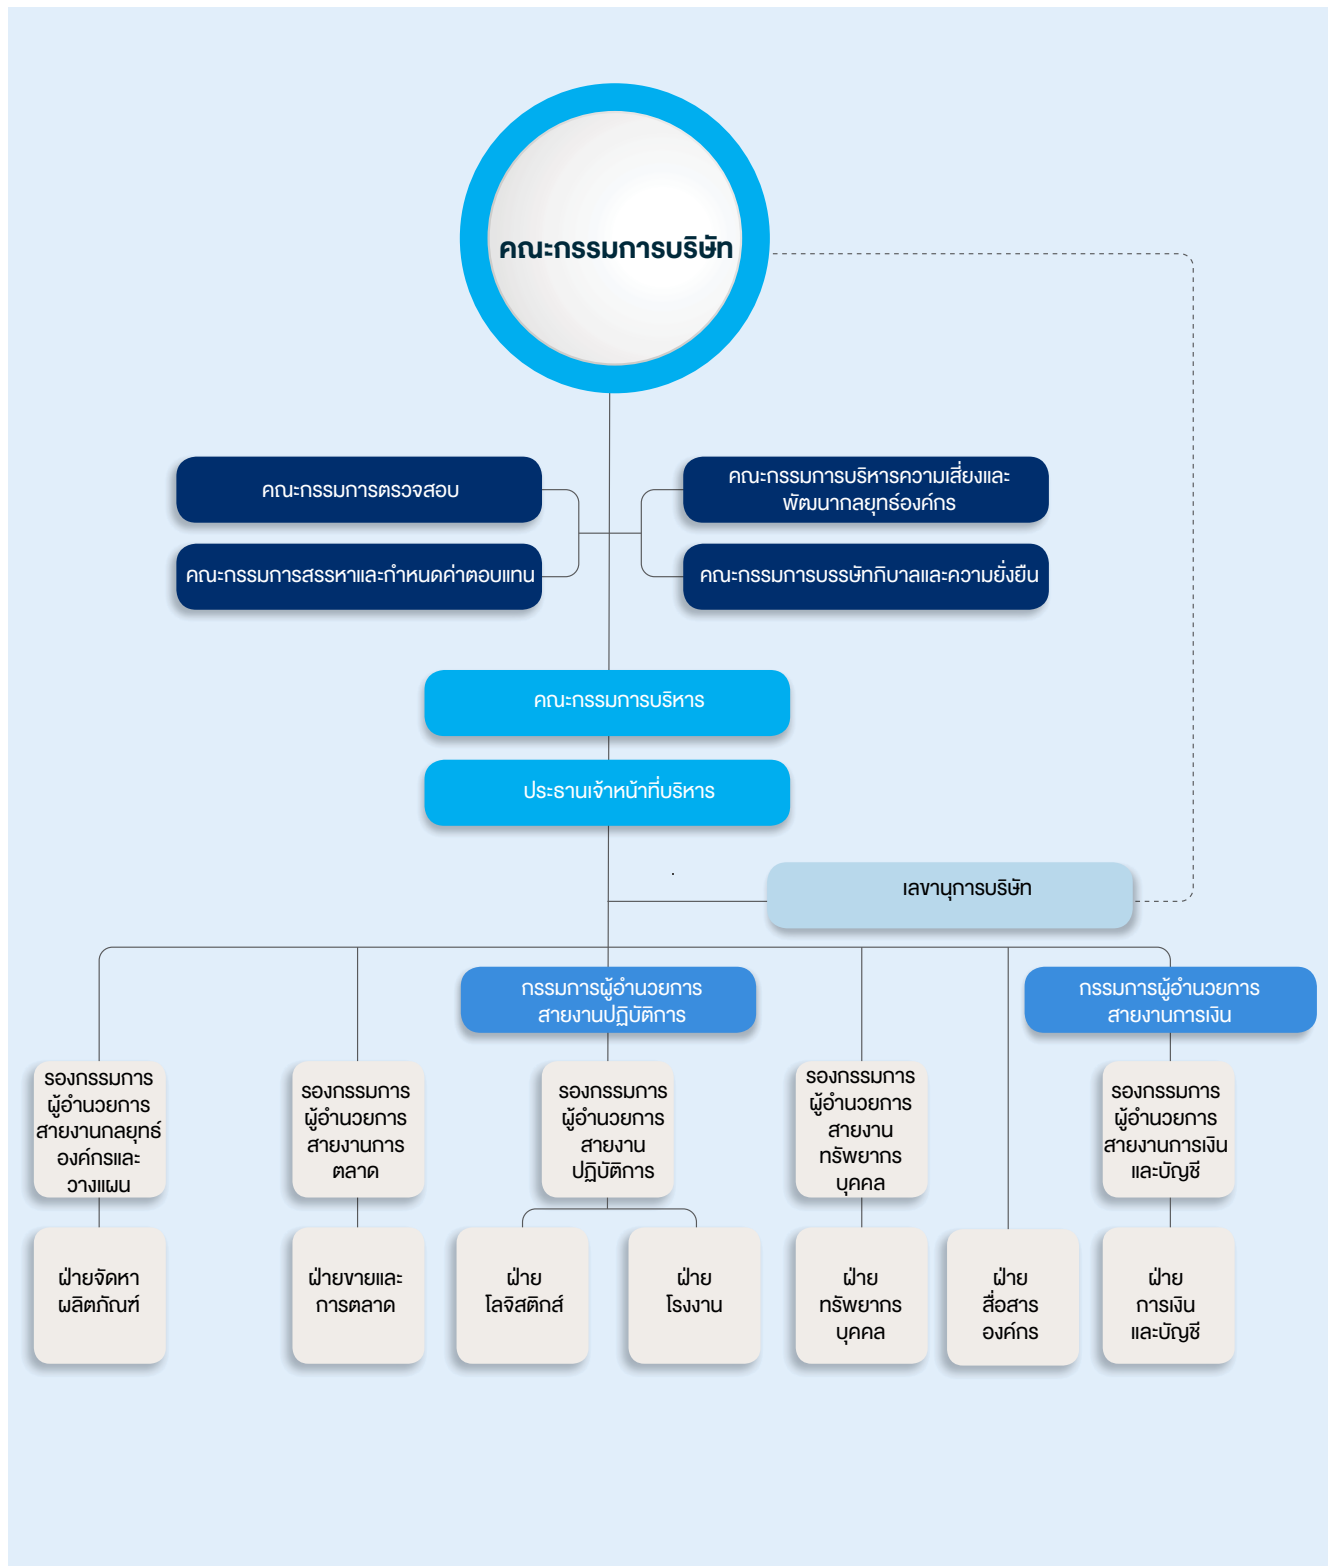 คณะกรรมการบริษัท
คณะกรรมการตรวจสอบ
คณะกรรมการบริหารความเสี่ยงและ
พัฒนากลยุทธ์องค์กร
คณะกรรมการสรรหาและกำหนดค่าตอบแทน
คณะกรรมการบรรษัทภิบาลและความยั่งยืน
คณะกรรมการบริหาร
ประธานเจ้าหน้าที่บริหาร
เลขานุการบริษัท
กรรมการผู้อำนวยการ
สายงานปฏิบัติการ
กรรมการผู้อำนวยการ
สายงานการเงิน
รองกรรมการ
ผู้อำนวยการ
สายงานกลยุทธ์
องค์กรและ
วางแผน
รองกรรมการ
ผู้อำนวยการ
สายงานการ
ตลาด
รองกรรมการ
ผู้อำนวยการ
สายงาน
ปฏิบัติการ
รองกรรมการ
ผู้อำนวยการ
สายงาน
ทรัพยากร
บุคคล
รองกรรมการ
ผู้อำนวยการ
สายงานการเงิน
และบัญชี
ฝ่ายจัดหา
ผลิตภัณฑ์
ฝ่ายขายและ
การตลาด
ฝ่าย
โลจิสติกส์
ฝ่าย
โรงงาน
ฝ่าย
ทรัพยากร
บุคคล
ฝ่าย
สื่อสาร
องค์กร
ฝ่าย
การเงิน
และบัญชี